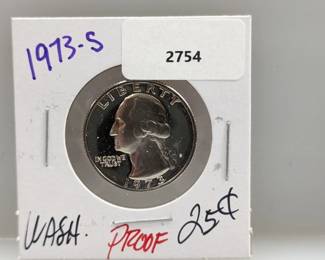 1973-S
2754
LIBERTY
IN GOD WE
TRUST
1973
WASH. PROOF 25¢